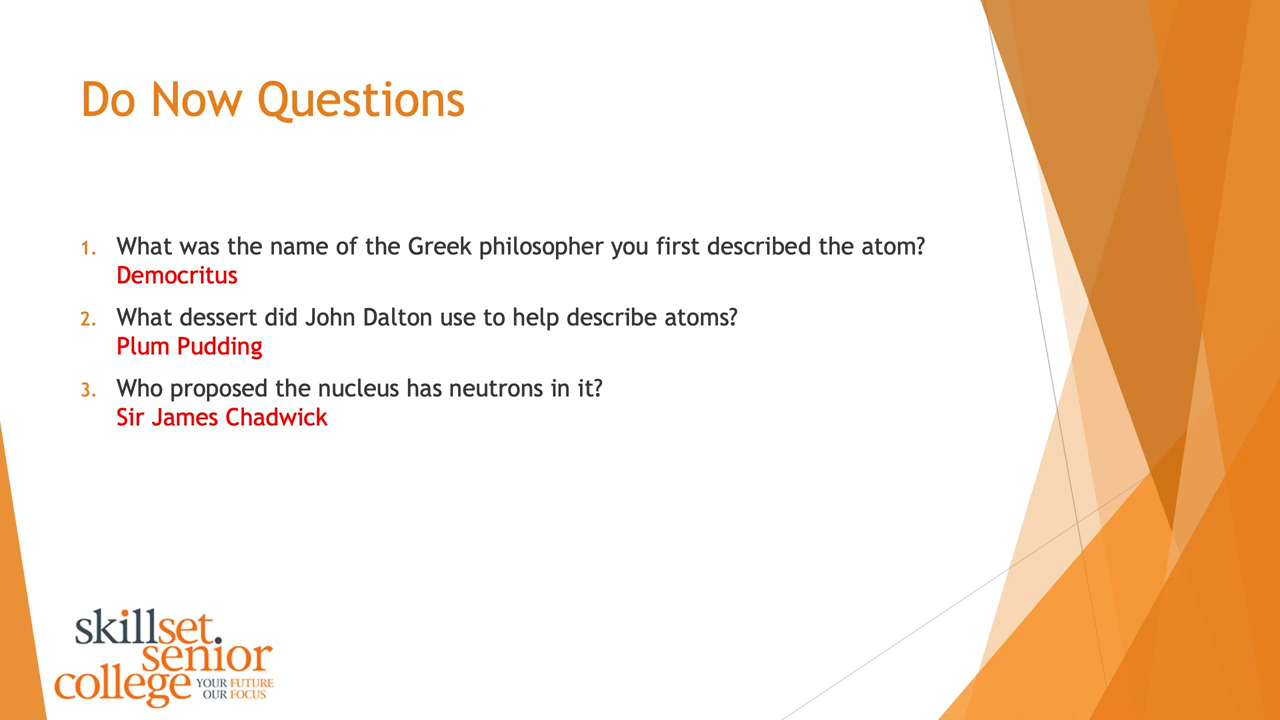 Do Now Questions
1. What was the name of the Greek philosopher you first described the atom?
Democritus
2. What dessert did John Dalton use to help describe atoms?
Plum Pudding
3. Who proposed the nucleus has neutrons in it?
Sir James Chadwick
skillset.
senior
college YOUR FUTURE
OUR FOCUS